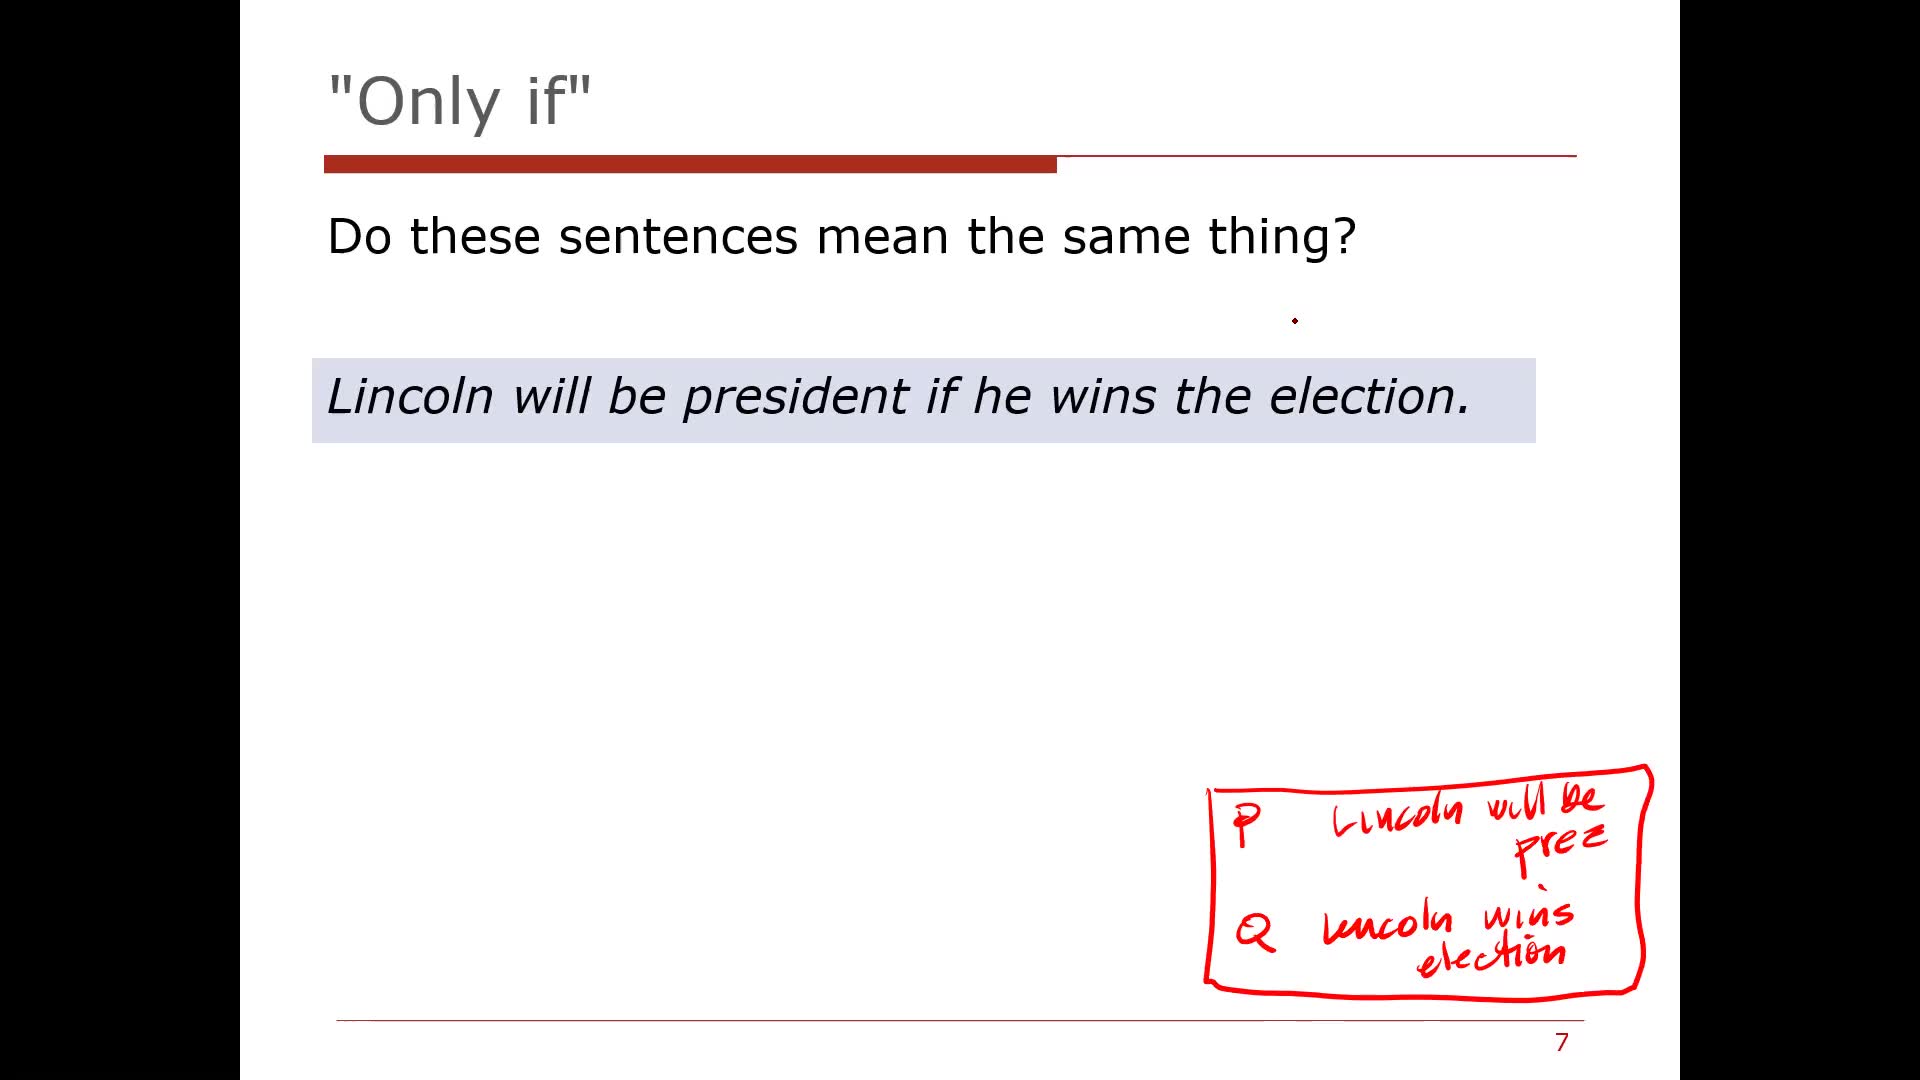 "Only if"
Do these sentences mean the same thing?
Lincoln will be president if he wins the election.
P Lincoln will be
prez
Q Lincoln wins
election
7